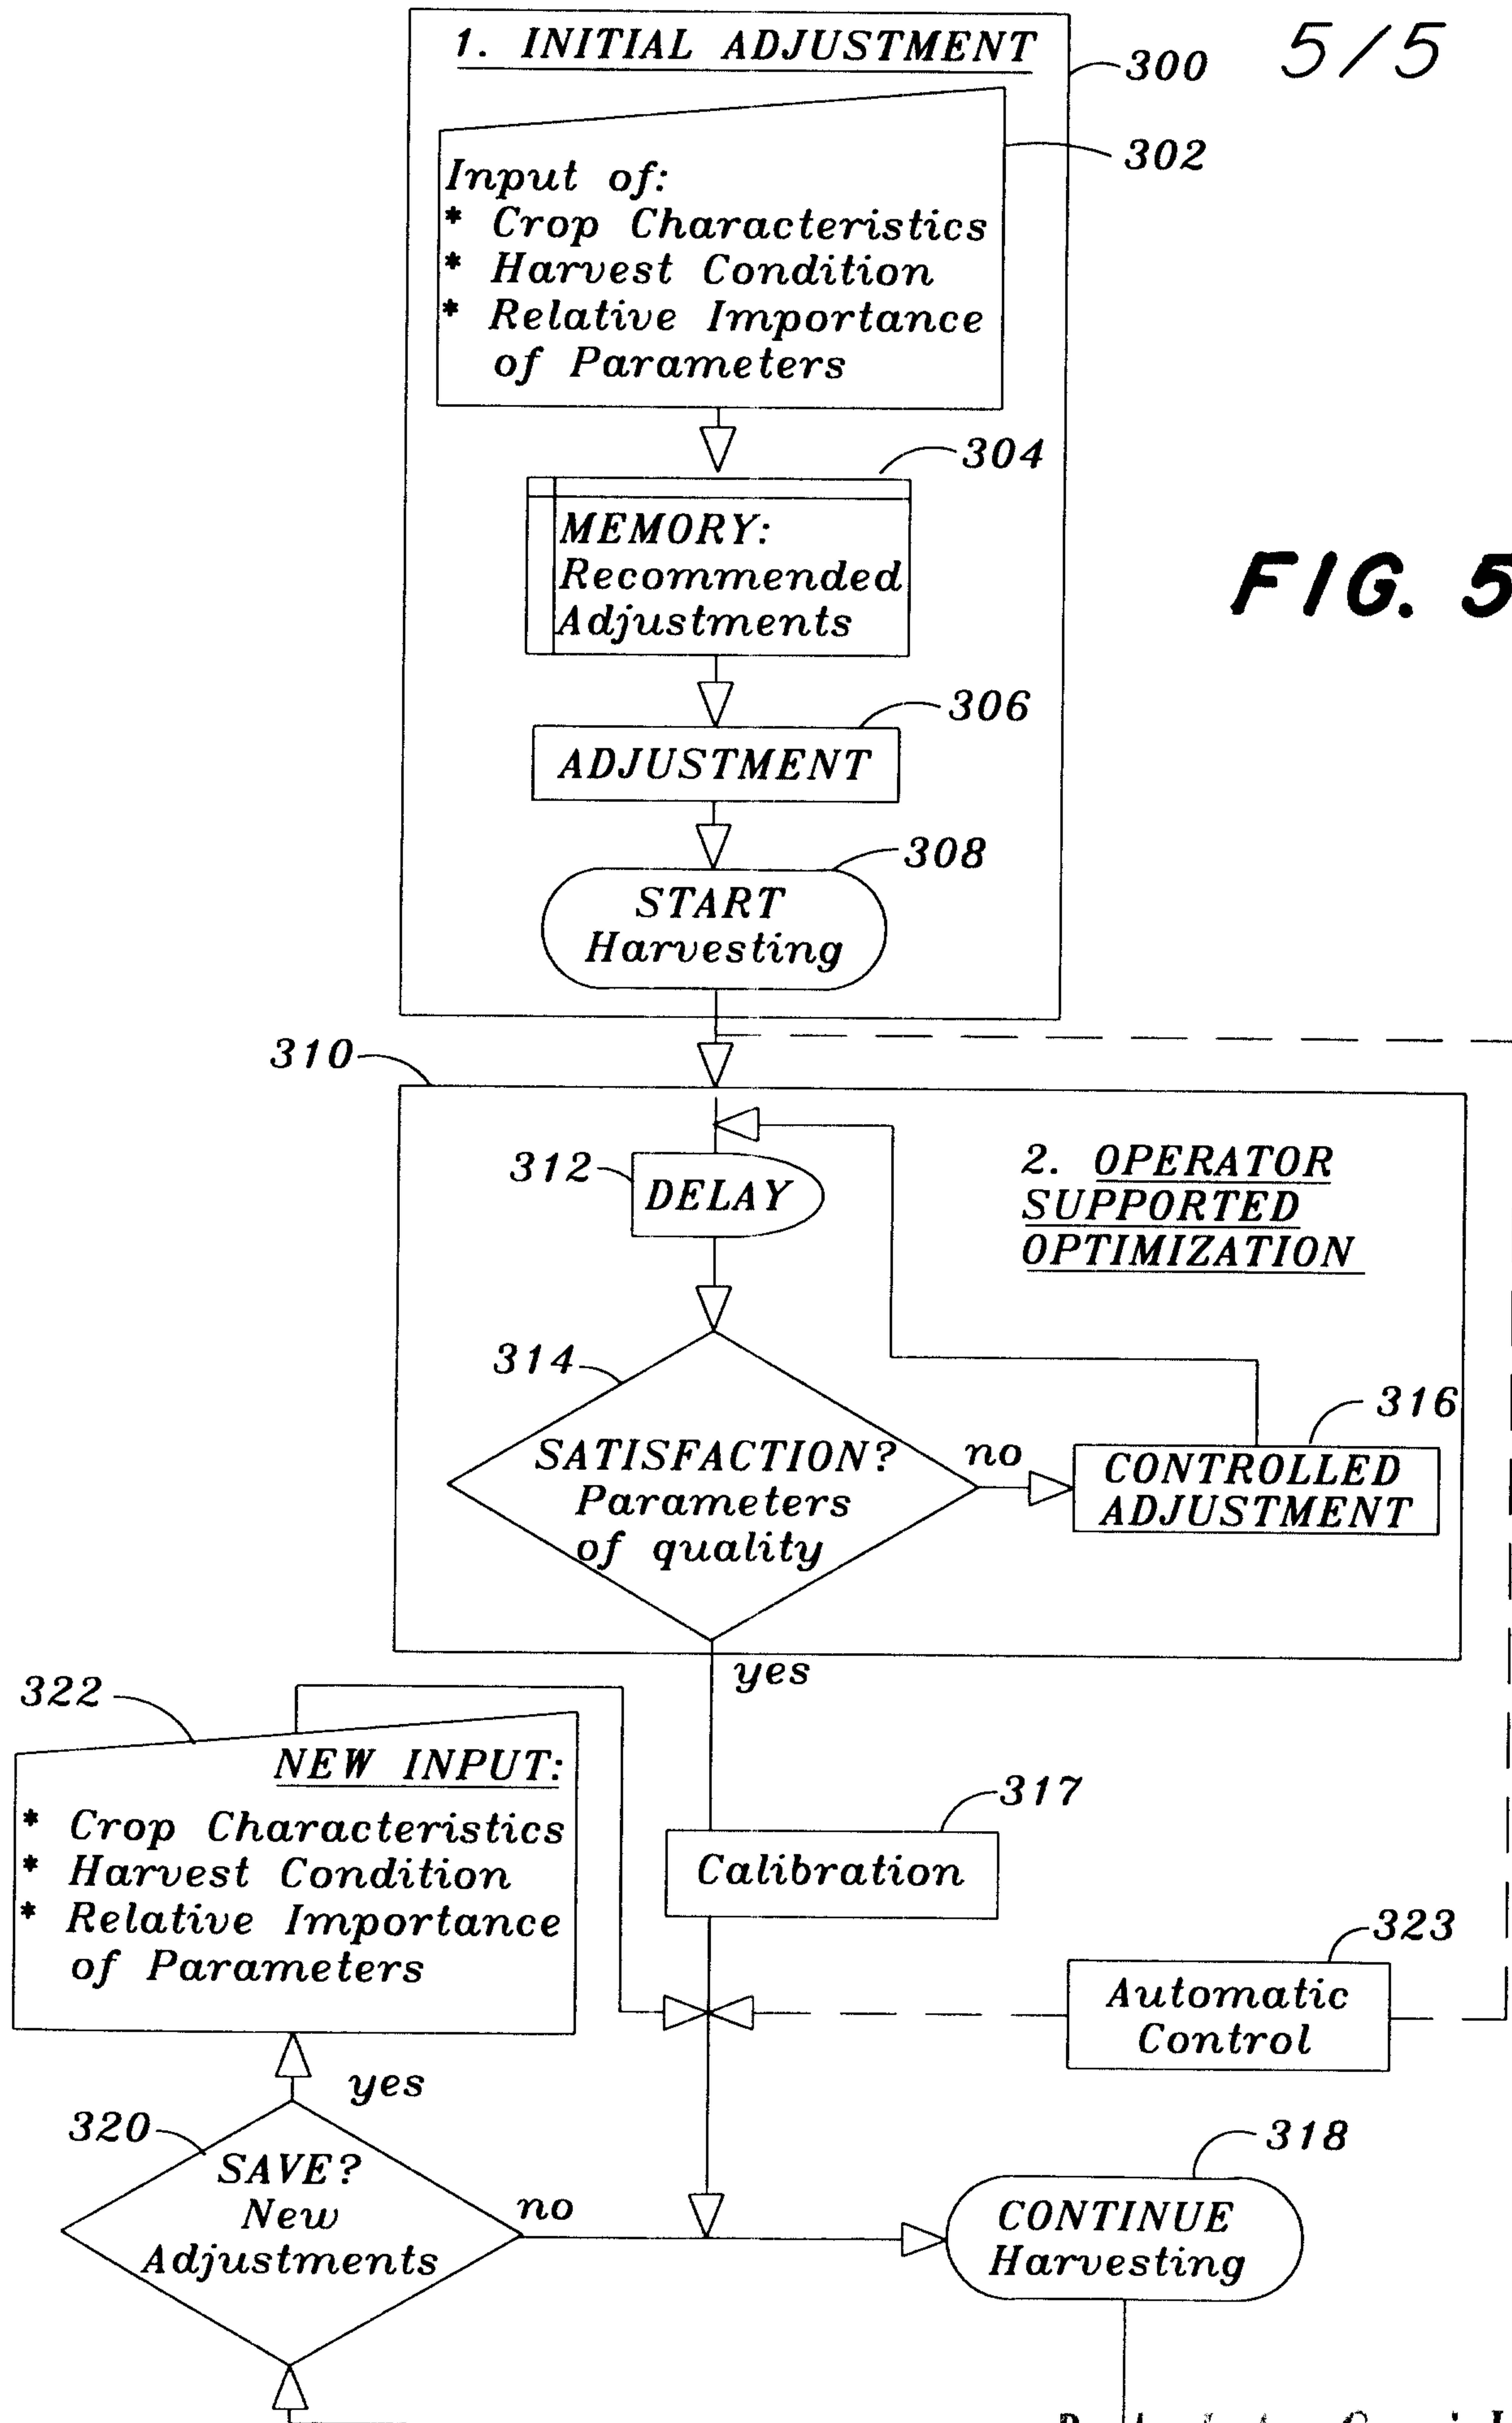 5/5
1. INITIAL ADJUSTMENT
300
302
Input of:
* Crop Characteristics
* Harvest Condition
* Relative Importance
of Parameters
304
MEMORY:
Recommended
Adjustments
FIG. 5
306
ADJUSTMENT
308
START
Harvesting
310
312
DELAY
2. OPERATOR
SUPPORTED
OPTIMIZATION
314
SATISFACTION?
Parameters
of quality
no
316
CONTROLLED
ADJUSTMENT
yes
322
NEW INPUT:
* Crop Characteristics
* Harvest Condition
* Relative Importance
of Parameters
317
Calibration
323
Automatic
Control
yes
320
SAVE?
New
Adjustments
no
318
CONTINUE
Harvesting